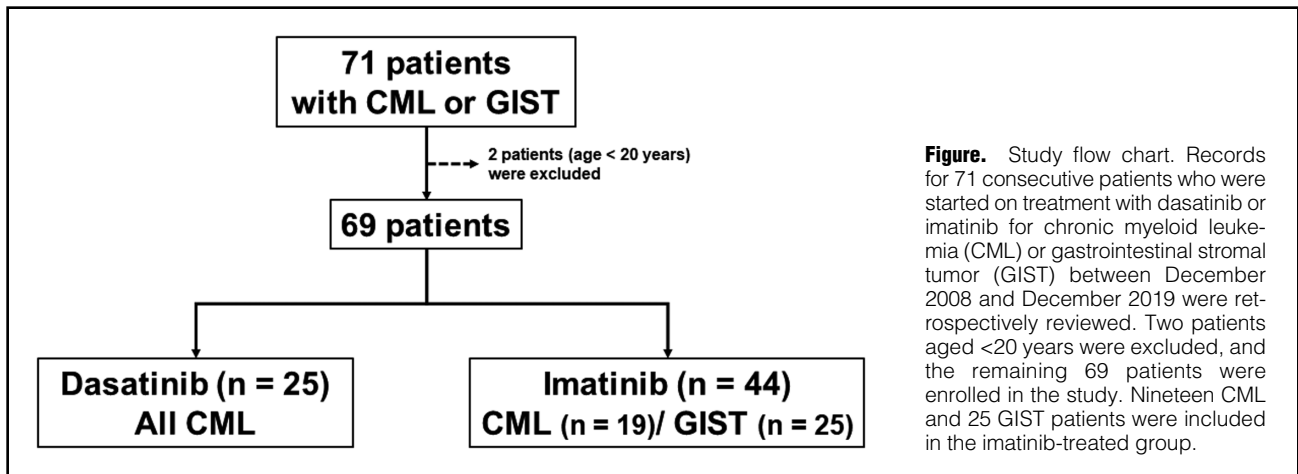 71 patients
with CML or GIST
2 patients (age < 20 years)
were excluded
69 patients
Dasatinib (n = 25)
All CML
Imatinib (n = 44)
CML (n = 19)/ GIST (n = 25)
Figure. Study flow chart. Records
for 71 consecutive patients who were
started on treatment with dasatinib or
imatinib for chronic myeloid leuke-
mia (CML) or gastrointestinal stromal
tumor (GIST) between December
2008 and December 2019 were ret-
rospectively reviewed. Two patients
aged <20 years were excluded, and
the remaining 69 patients were
enrolled in the study. Nineteen CML
and 25 GIST patients were included
in the imatinib-treated group.